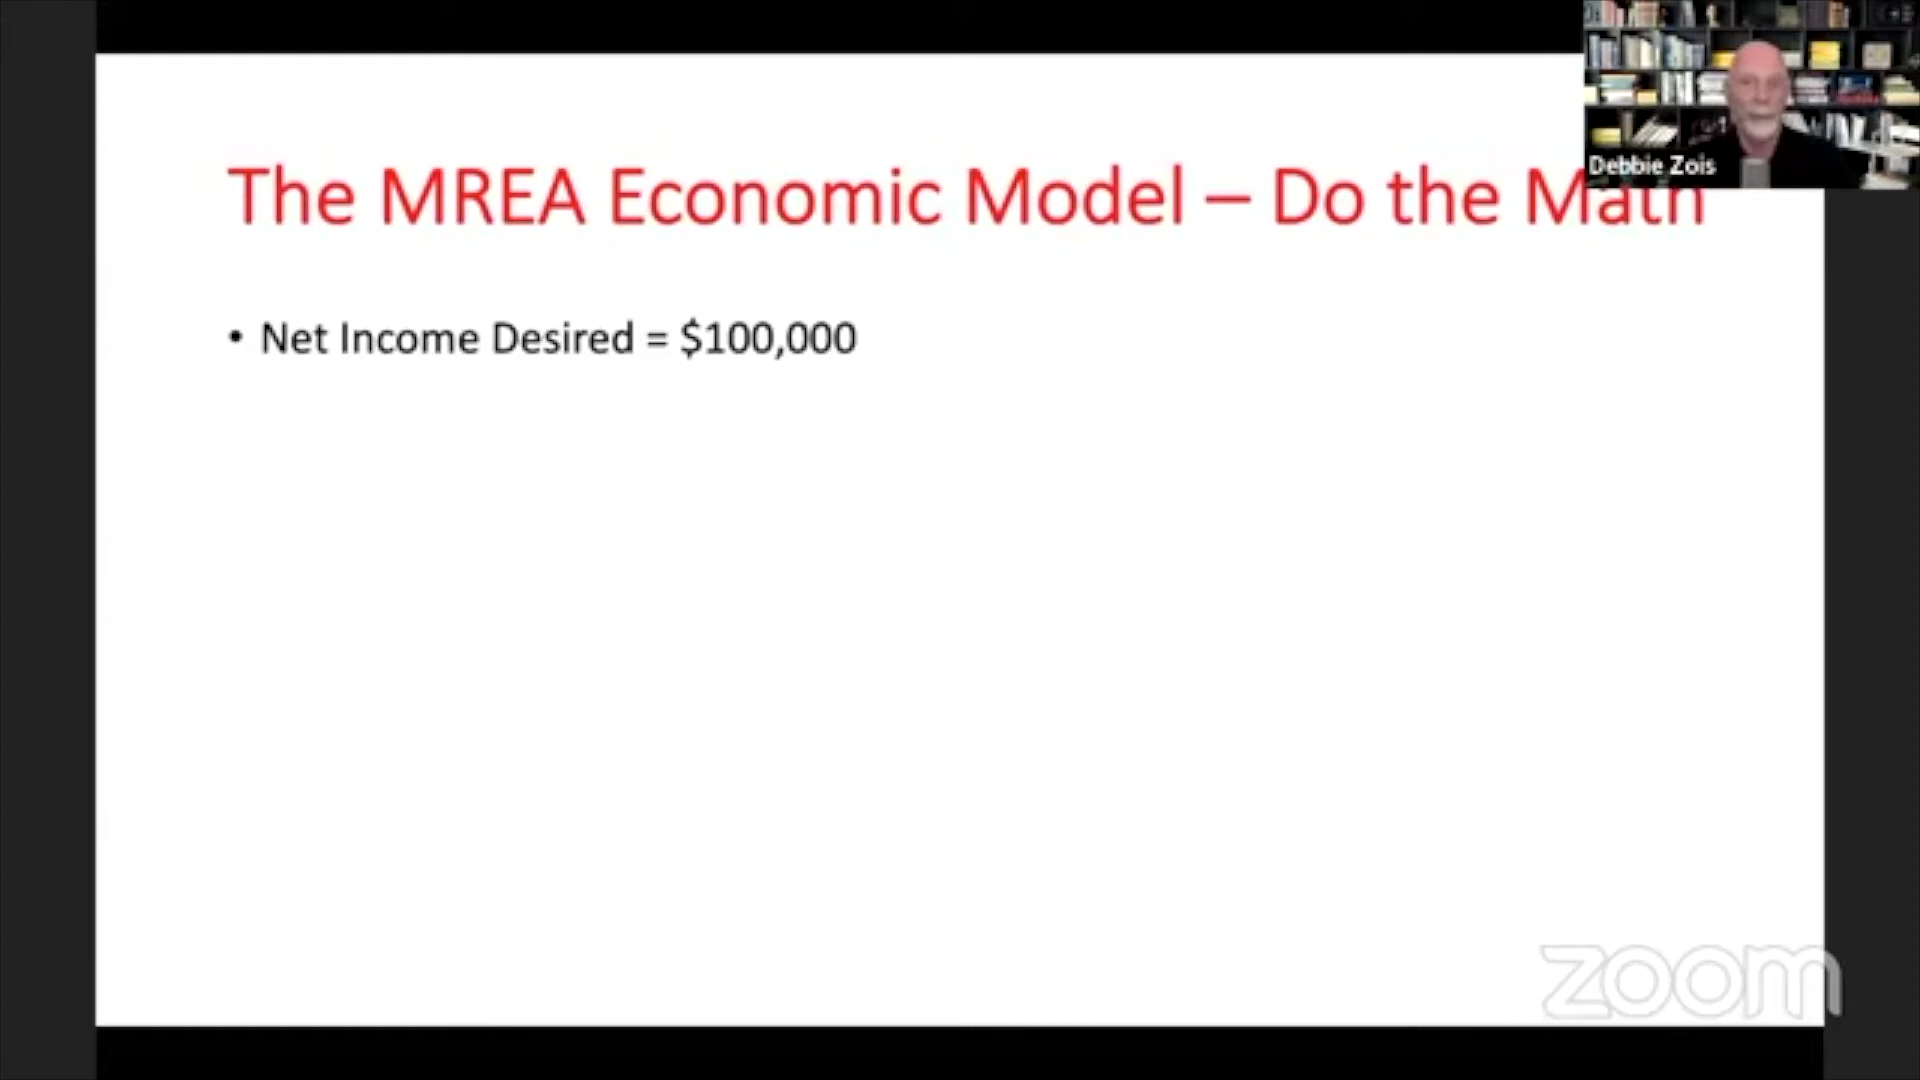 Debbie Zois
The MREA Economic Model – Do the Math
• Net Income Desired = $100,000
zoom